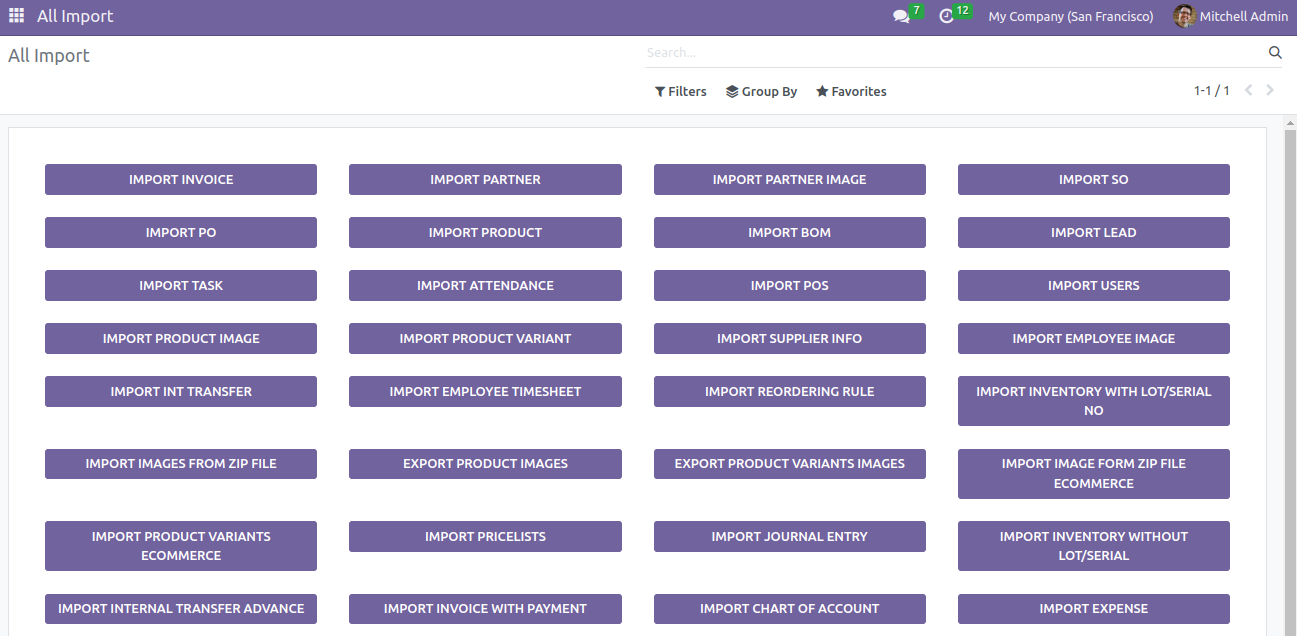 All Import
7
12
My Company (San Francisco)
Mitchell Admin
All Import
Search...
Filters
Group By
Favorites
1-1 / 1
IMPORT INVOICE
IMPORT PARTNER
IMPORT PARTNER IMAGE
IMPORT SO
IMPORT PO
IMPORT PRODUCT
IMPORT BOM
IMPORT LEAD
IMPORT TASK
IMPORT ATTENDANCE
IMPORT POS
IMPORT USERS
IMPORT PRODUCT IMAGE
IMPORT PRODUCT VARIANT
IMPORT SUPPLIER INFO
IMPORT EMPLOYEE IMAGE
IMPORT INT TRANSFER
IMPORT EMPLOYEE TIMESHEET
IMPORT REORDERING RULE
IMPORT INVENTORY WITH LOT/SERIAL
NO
IMPORT IMAGES FROM ZIP FILE
EXPORT PRODUCT IMAGES
EXPORT PRODUCT VARIANTS IMAGES
IMPORT IMAGE FORM ZIP FILE
ECOMMERCE
IMPORT PRODUCT VARIANTS
ECOMMERCE
IMPORT PRICELISTS
IMPORT JOURNAL ENTRY
IMPORT INVENTORY WITHOUT
LOT/SERIAL
IMPORT INTERNAL TRANSFER ADVANCE
IMPORT INVOICE WITH PAYMENT
IMPORT CHART OF ACCOUNT
IMPORT EXPENSE